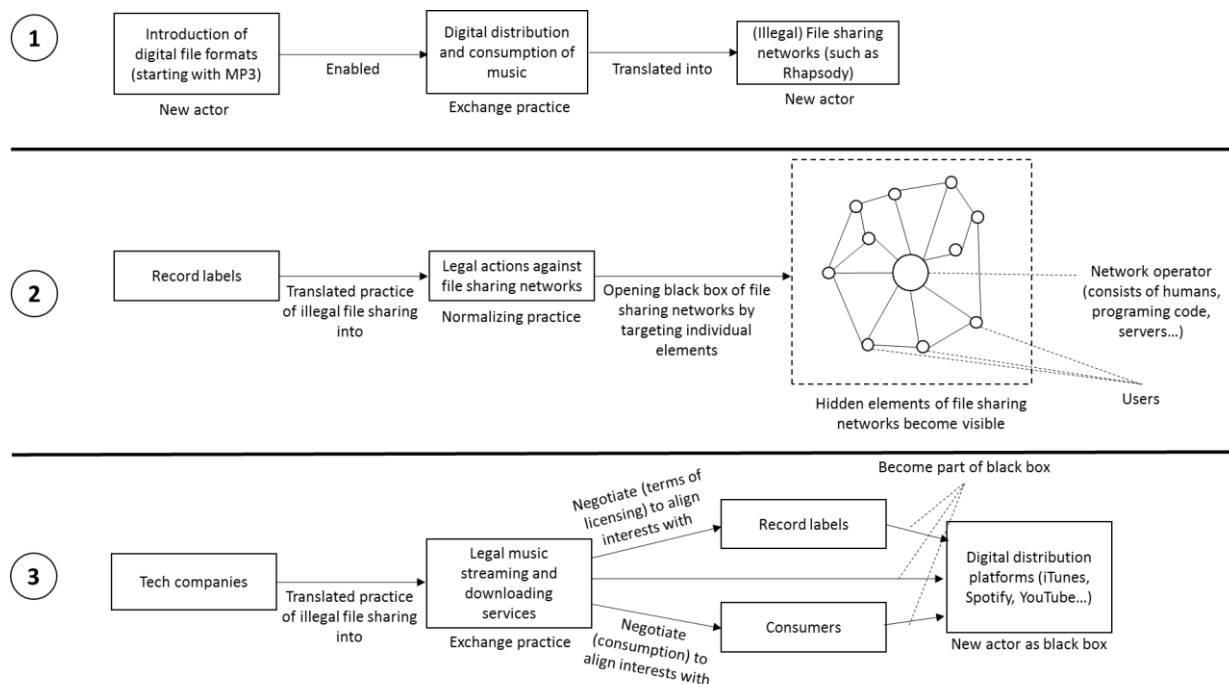 1
Introduction of
digital file formats
(starting with MP3)
New actor
Enabled
Digital distribution
and consumption of
music
Exchange practice
Translated into
(Illegal) File sharing
networks (such as
Rhapsody)
New actor
2
Record labels
Translated practice
of illegal file sharing
into
Legal actions against
file sharing networks
Normalizing practice
Opening black box of file
sharing networks by
targeting individual
elements
Hidden elements of file sharing
networks become visible
Network operator
(consists of humans,
programing code,
servers...)
Users
3
Tech companies
Translated practice
of illegal file sharing
into
Legal music
streaming and
downloading
services
Exchange practice
Negotiate (terms of
licensing) to align
interests with
Record labels
Negotiate
(consumption) to
align interests with
Consumers
Become part of black box
Digital distribution
platforms (iTunes,
Spotify, YouTube...)
New actor as black box